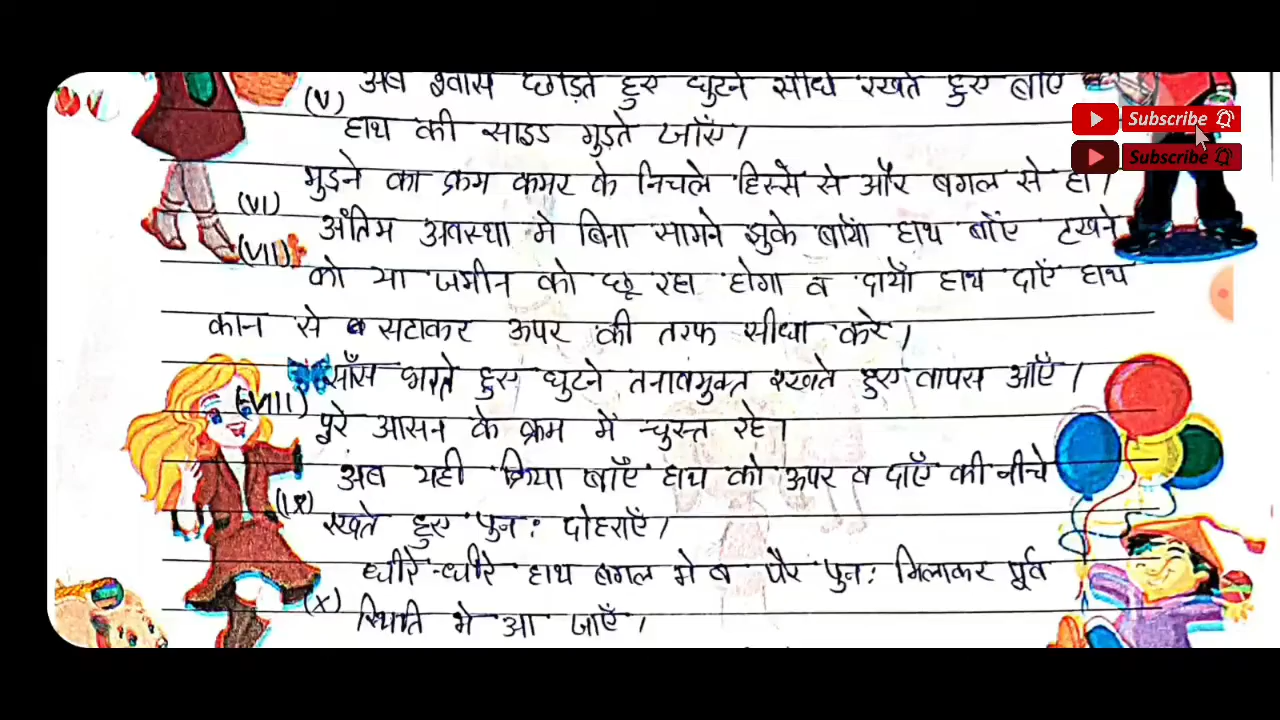 अब श्वास छोड़ते हुए घुटने सीधे रखते हुए बाएँ
(V)
हाथ की साइड मुड़ते जाएँ।
मुड़ने का क्रम कमर के निचले हिस्से से और बगल से हो।
(VI)
अंतिम अवस्था मे बिना सामने झुके बायाँ हाथ बाएँ टखने
(VII)
को या जमीन को छू रहा होगा व दायाँ हाथ दाएँ हाथ
कान से सटाकर ऊपर की तरफ सीधा करे।
साँस भरते हुए घुटने तनावमुक्त रखते हुए वापस आएँ।
(VIII)
पूरे आसन के क्रम में चुस्त रहे।
अब यही क्रिया बाएँ हाथ को ऊपर व दाएँ की नीचे
(IX)
रखते हुए पुनः दोहराएँ।
धीरे-धीरे हाथ बगल मे व पैर पुनः मिलाकर पूर्व
(X)
स्थिति मे आ जाएँ।
Subscribe
Subscribe